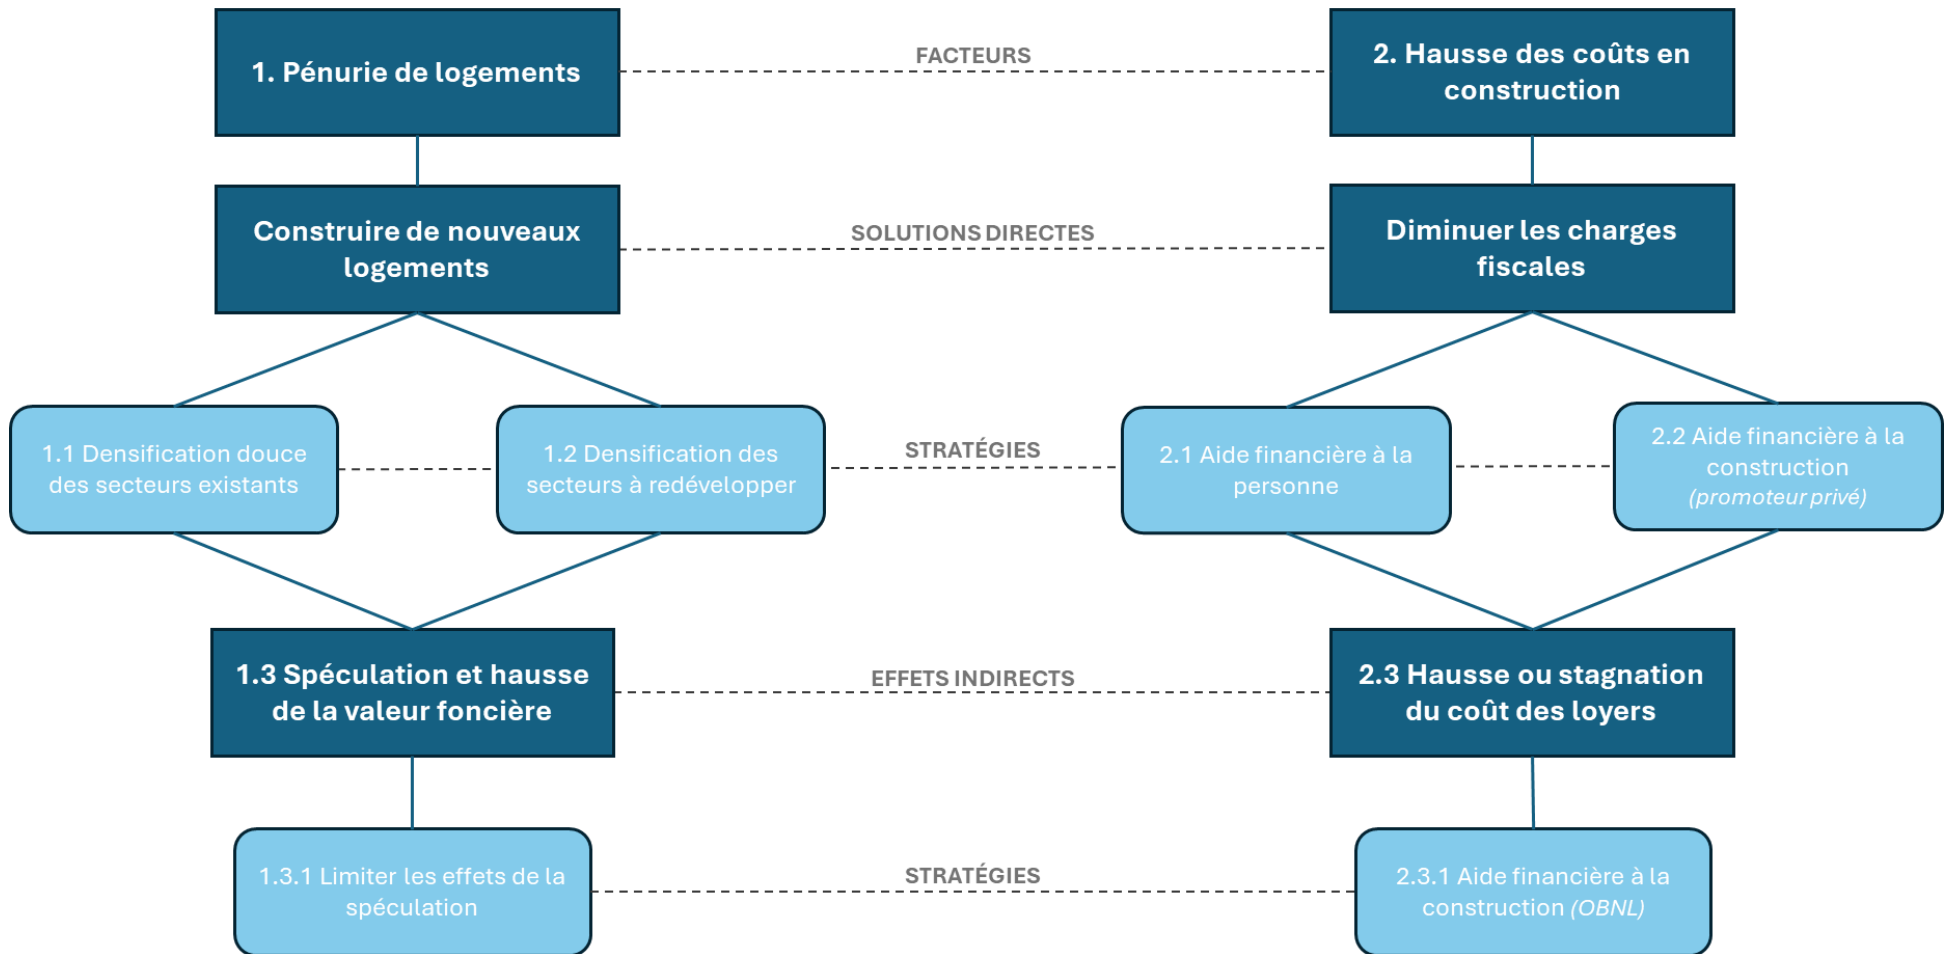 1. Pénurie de logements
FACTEURS
2. Hausse des coûts en
construction
Construire de nouveaux
logements
SOLUTIONS DIRECTES
Diminuer les charges
fiscales
1.1 Densification douce
des secteurs existants
1.2 Densification des
secteurs à redévelopper
STRATÉGIES
2.1 Aide financière à la
personne
2.2 Aide financière à la
construction
(promoteur privé)
1.3 Spéculation et hausse
de la valeur foncière
EFFETS INDIRECTS
2.3 Hausse ou stagnation
du coût des loyers
1.3.1 Limiter les effets de la
spéculation
STRATÉGIES
2.3.1 Aide financière à la
construction (OBNL)